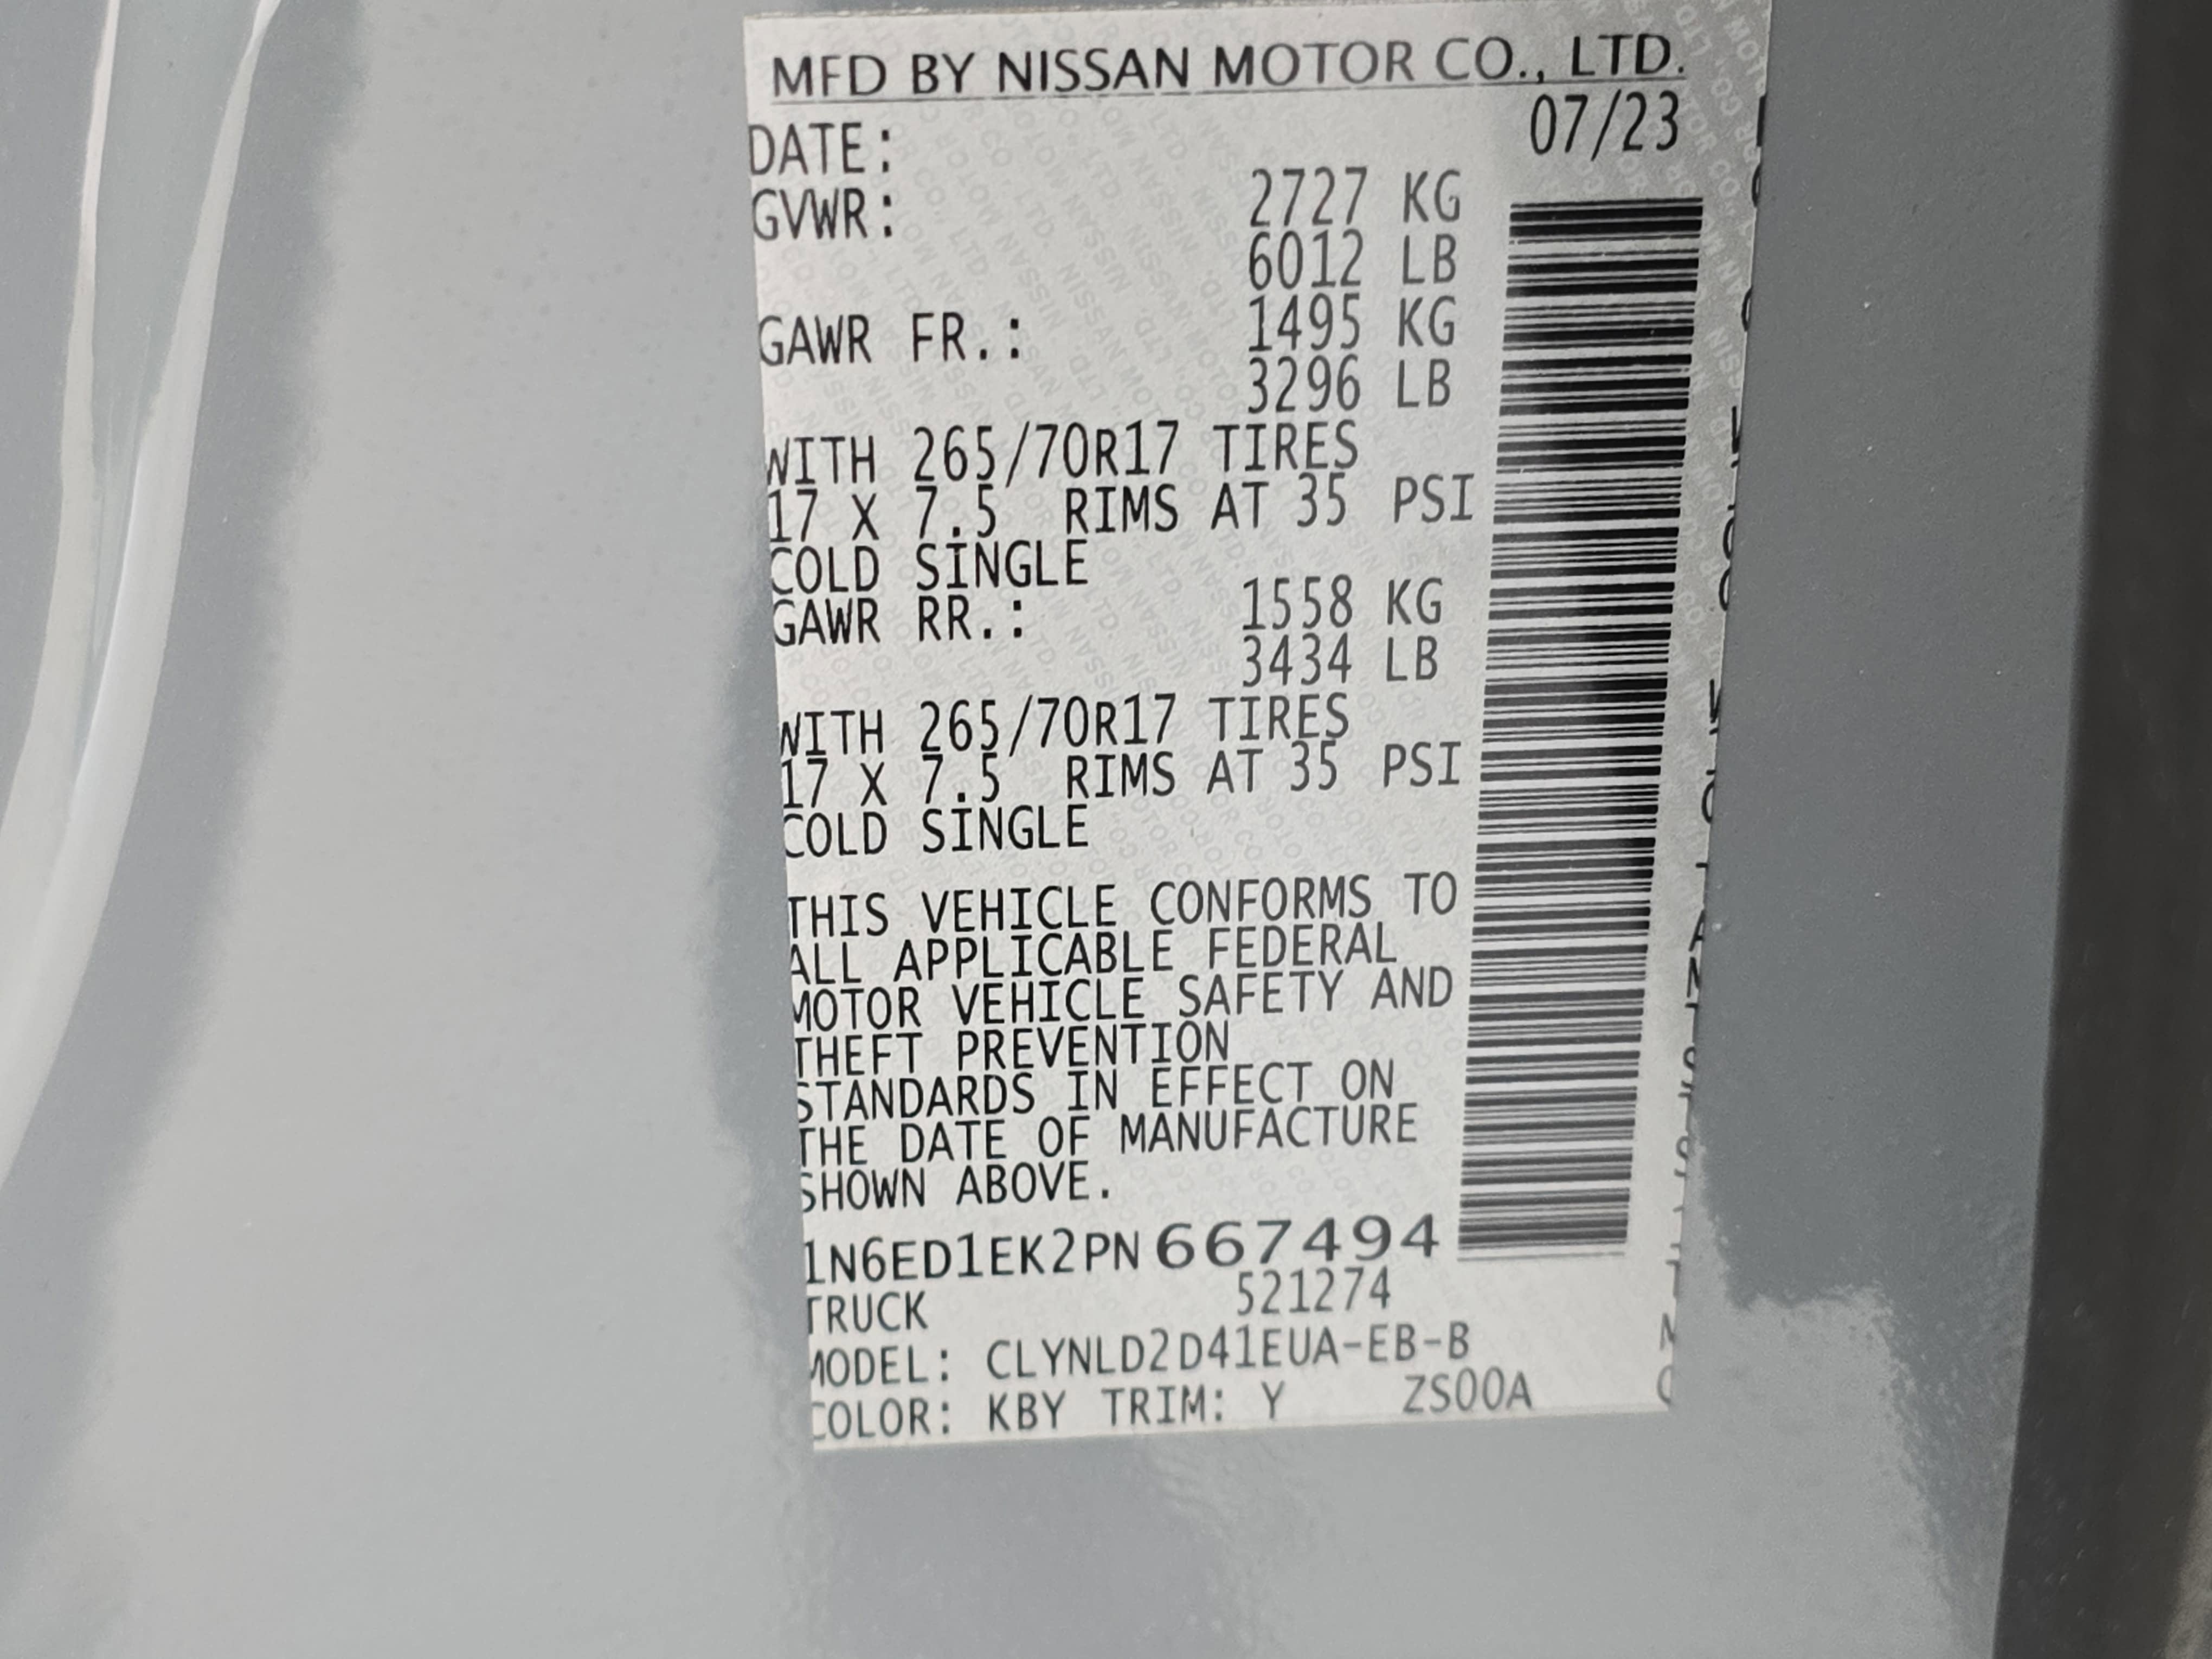 MFD BY NISSAN MOTOR CO., LTD.
DATE: 07/23
GVWR: 2727 KG
6012 LB
GAWR FR.: 1495 KG
3296 LB
WITH 265/70R17 TIRES
17 X 7.5 RIMS AT 35 PSI
COLD SINGLE
GAWR RR.: 1558 KG
3434 LB
WITH 265/70R17 TIRES
17 X 7.5 RIMS AT 35 PSI
COLD SINGLE
THIS VEHICLE CONFORMS TO
ALL APPLICABLE FEDERAL
MOTOR VEHICLE SAFETY AND
THEFT PREVENTION
STANDARDS IN EFFECT ON
THE DATE OF MANUFACTURE
SHOWN ABOVE.
1N6ED1EK2PN667494
TRUCK 521274
MODEL: CLYNLD2D41EUA-EB-B
COLOR: KBY TRIM: Y ZS00A